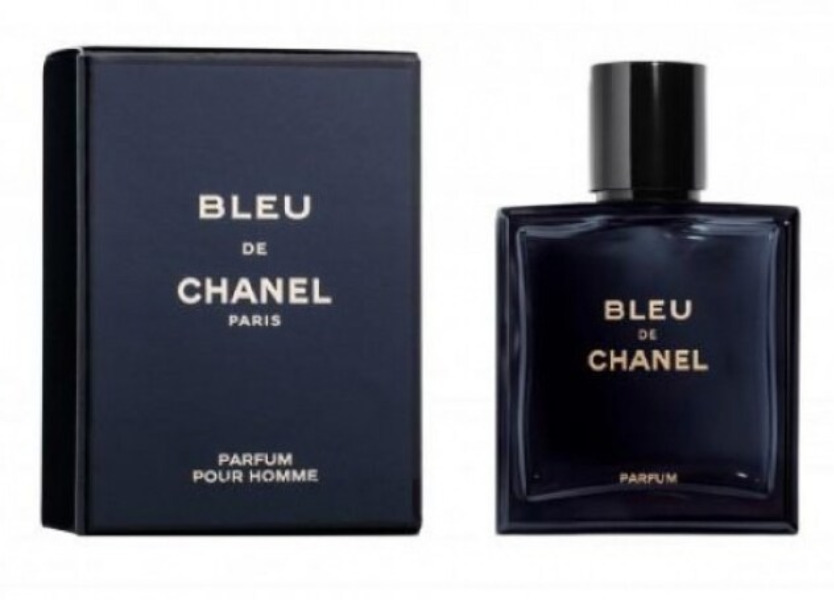 BLEU
DE
CHANEL
PARIS
PARFUM
POUR HOMME
BLEU
DE
CHANEL
PARFUM